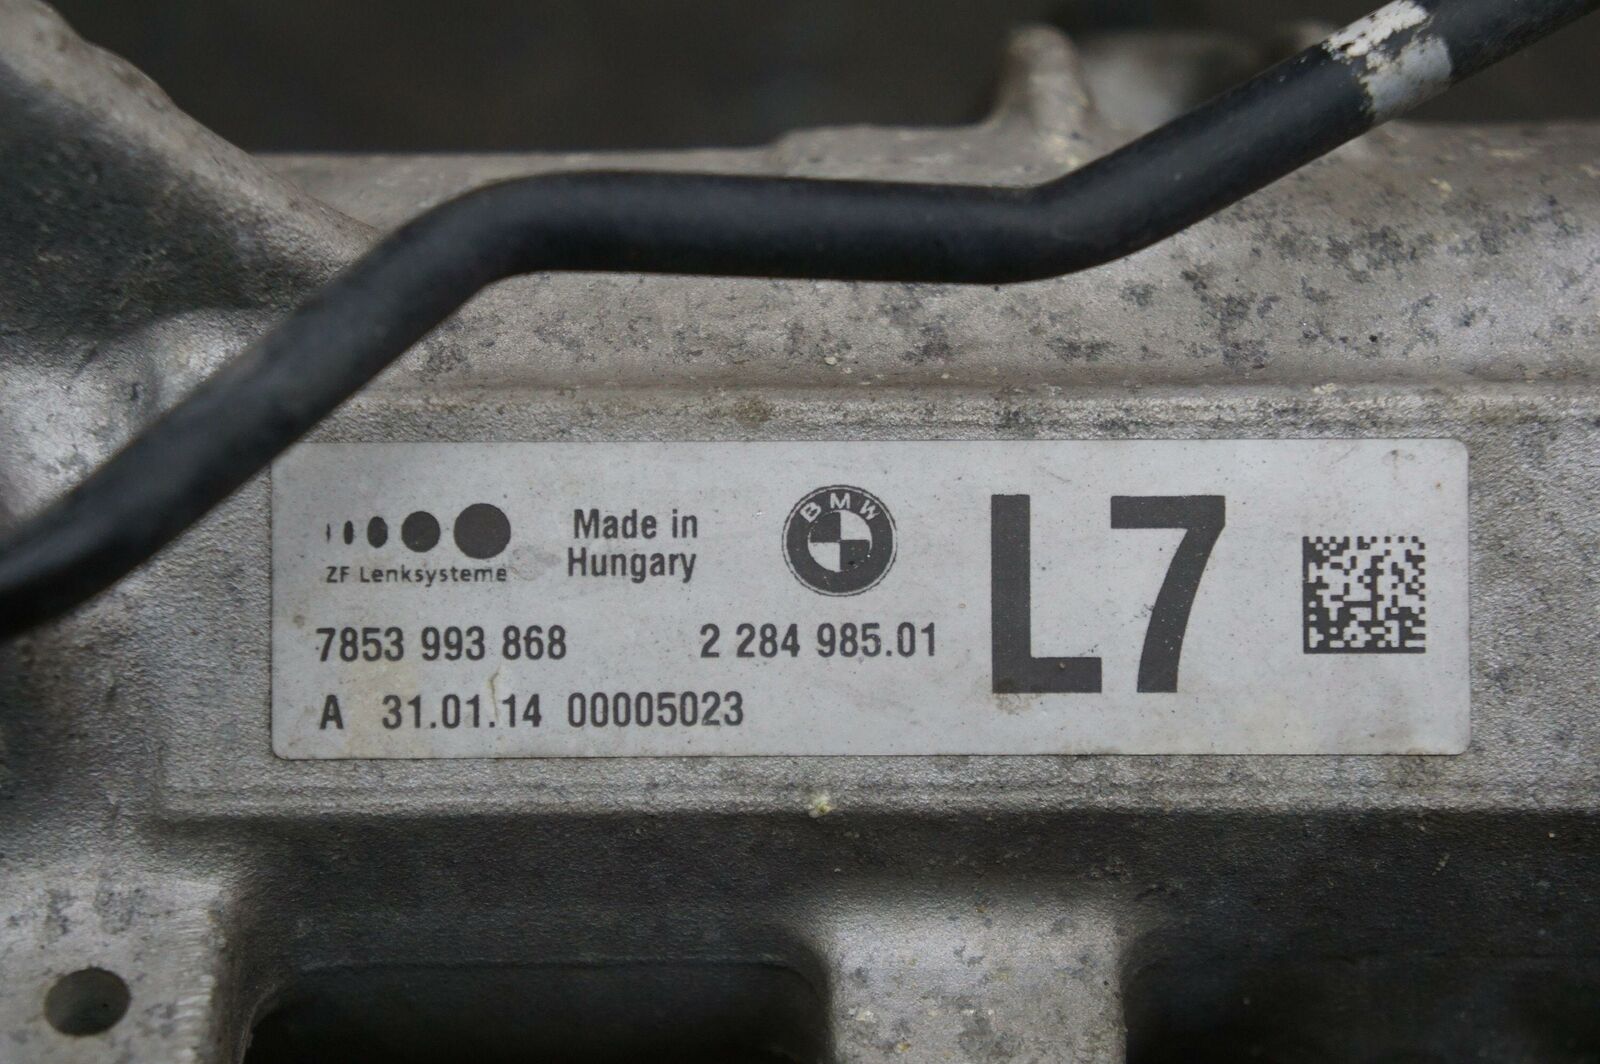 ZF Lenksysteme
Made in
Hungary
BMW
L7
7853 993 868
2 284 985.01
A 31.01.14 00005023